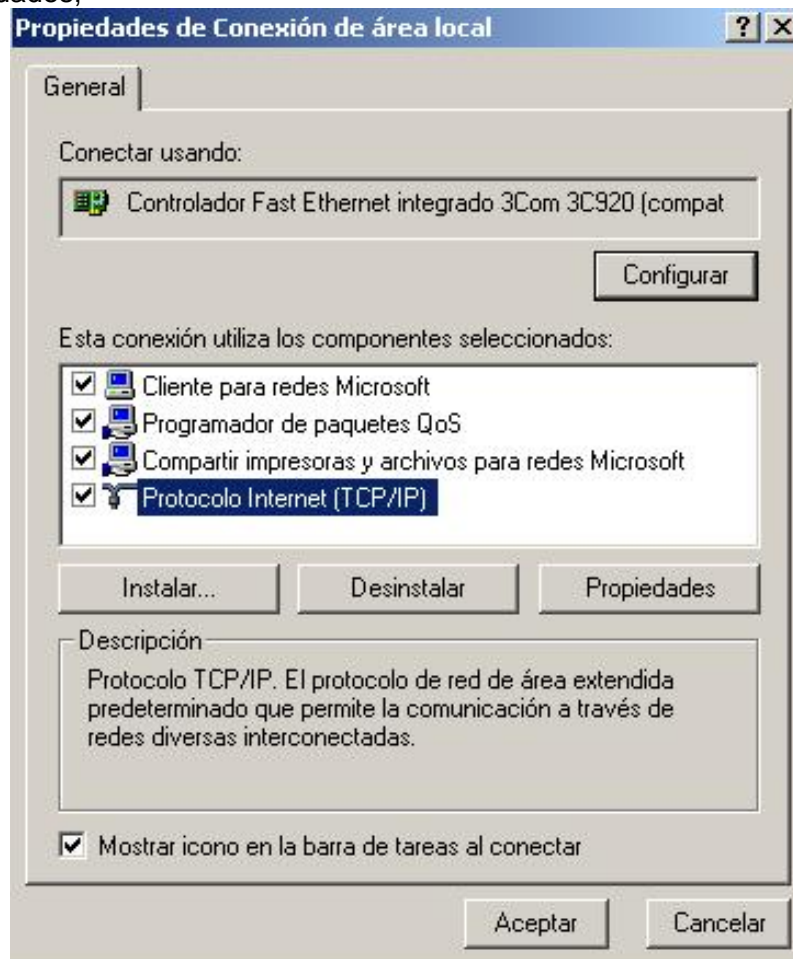 Propiedades de Conexión de área local
General
Conectar usando:
Controlador Fast Ethernet integrado 3Com 3C920 (compat
Configurar
Esta conexión utiliza los componentes seleccionados:
Cliente para redes Microsoft
Programador de paquetes QoS
Compartir impresoras y archivos para redes Microsoft
Protocolo Internet (TCP/IP)
Instalar... Desinstalar Propiedades
Descripción
Protocolo TCP/IP. El protocolo de red de área extendida
predeterminado que permite la comunicación a través de
redes diversas interconectadas.
Mostrar icono en la barra de tareas al conectar
Aceptar Cancelar